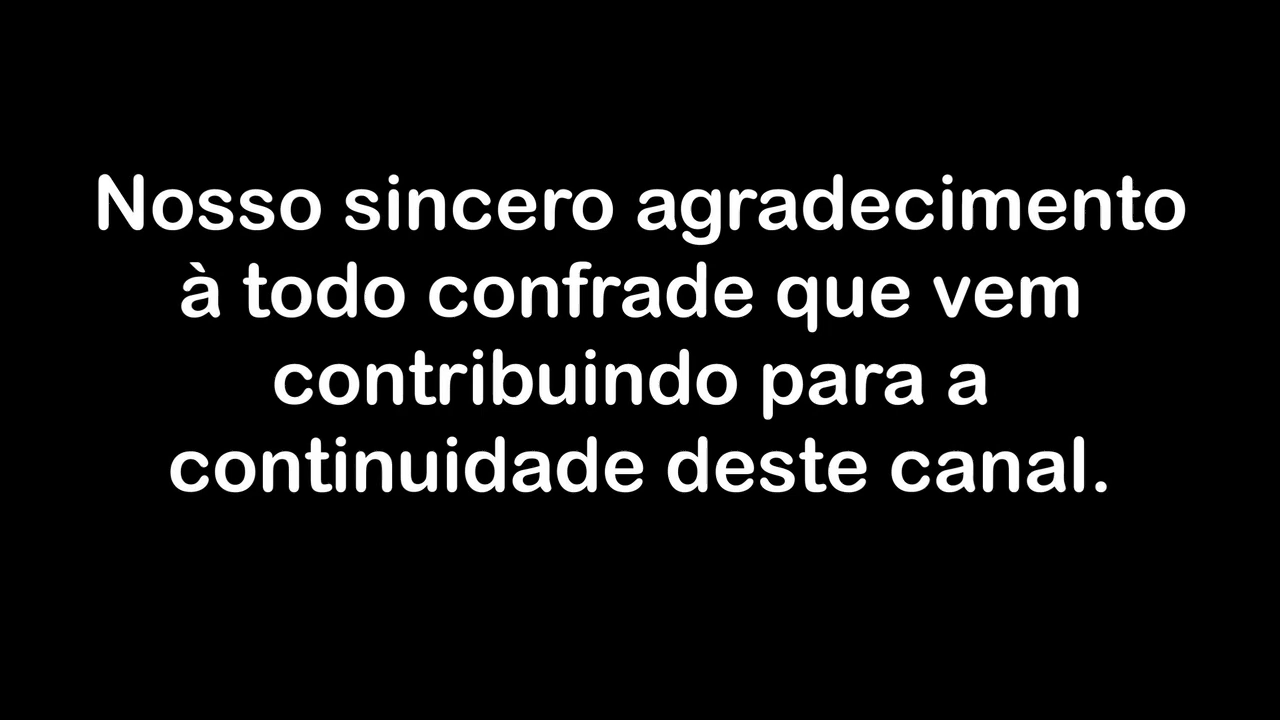 Nosso sincero agradecimento
à todo confrade que vem
contribuindo para a
continuidade deste canal.